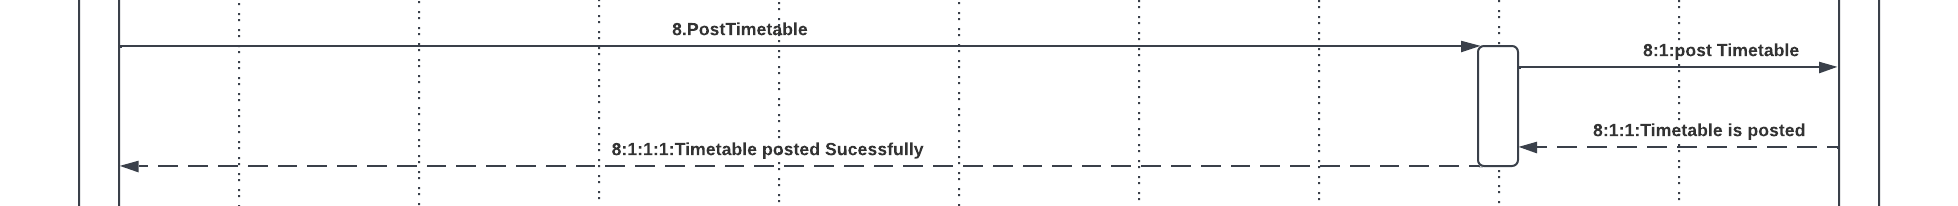 8.PostTimetable
8:1:post Timetable
8:1:1:Timetable is posted
8:1:1:1:Timetable posted Sucessfully